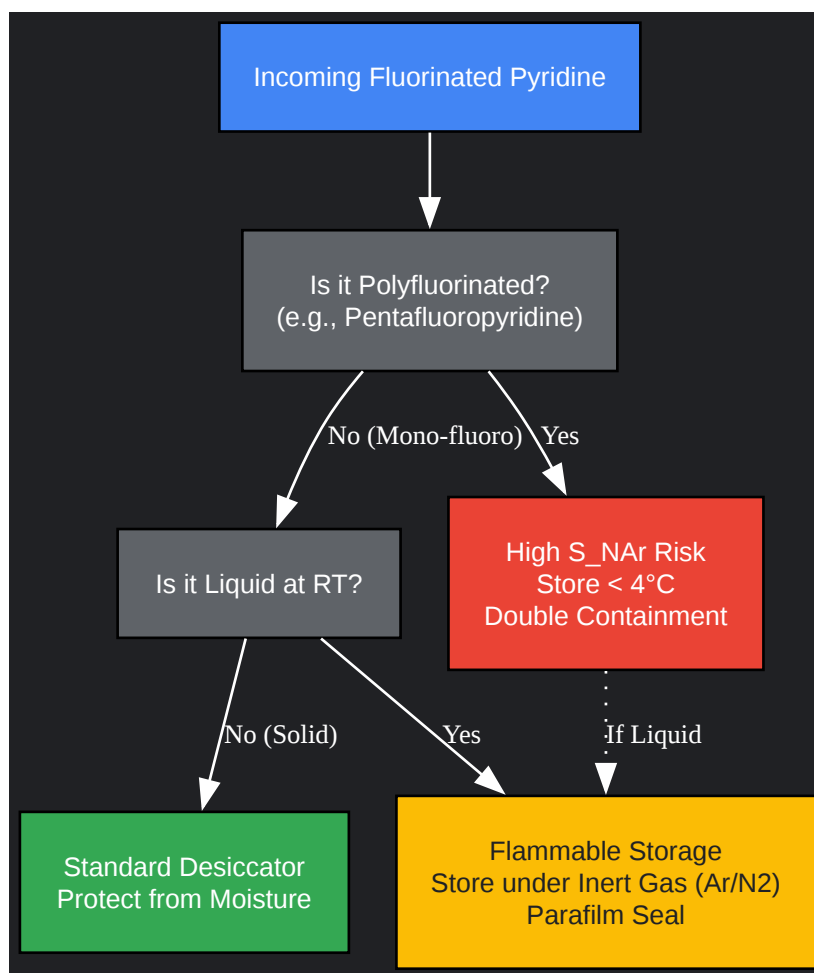 Incoming Fluorinated Pyridine
Is it Polyfluorinated?
(e.g., Pentafluoropyridine)
No (Mono-fluoro)
Yes
Is it Liquid at RT?
High S_NAr Risk
Store < 4°C
Double Containment
No (Solid)
Yes
If Liquid
Standard Desiccator
Protect from Moisture
Flammable Storage
Store under Inert Gas (Ar/N2)
Parafilm Seal